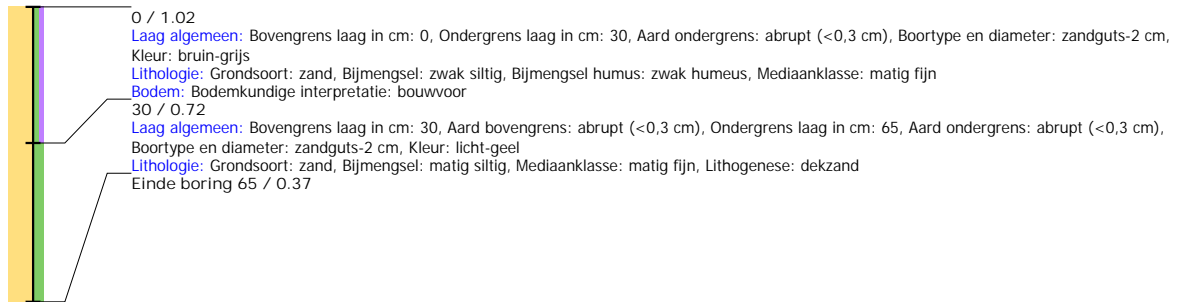 0 / 1.02
Laag algemeen: Bovengrens laag in cm: 0, Ondergrens laag in cm: 30, Aard ondergrens: abrupt (<0,3 cm), Boortype en diameter: zandguts-2 cm,
Kleur: bruin-grijs
Lithologie: Grondsoort: zand, Bijmengsel: zwak siltig, Bijmengsel humus: zwak humeus, Mediaanklasse: matig fijn
Bodem: Bodemkundige interpretatie: bouwvoor
30 / 0.72
Laag algemeen: Bovengrens laag in cm: 30, Aard bovengrens: abrupt (<0,3 cm), Ondergrens laag in cm: 65, Aard ondergrens: abrupt (<0,3 cm),
Boortype en diameter: zandguts-2 cm, Kleur: licht-geel
Lithologie: Grondsoort: zand, Bijmengsel: matig siltig, Mediaanklasse: matig fijn, Lithogenese: dekzand
Einde boring 65 / 0.37